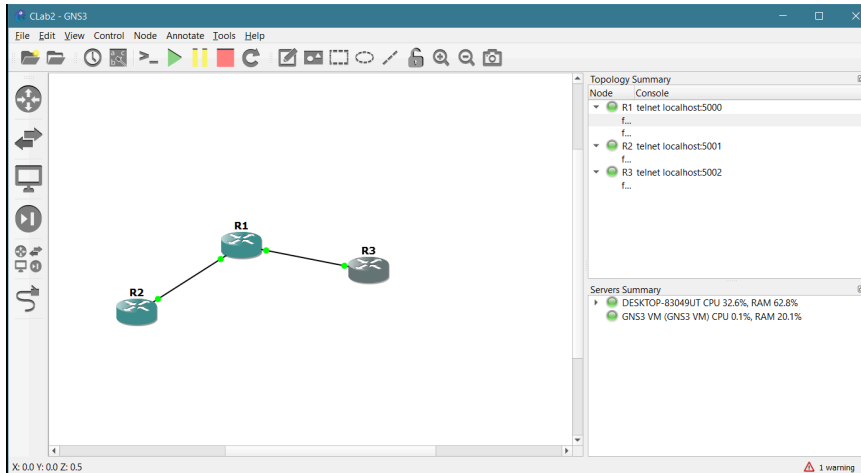 CLab2 - GNS3
File Edit View Control Node Annotate Tools Help
R1
R3
R2
Topology Summary
Node Console
R1 telnet localhost:5000
f...
f...
R2 telnet localhost:5001
f...
R3 telnet localhost:5002
f...
Servers Summary
DESKTOP-83049UT CPU 32.6%, RAM 62.8%
GNS3 VM (GNS3 VM) CPU 0.1%, RAM 20.1%
X: 0.0 Y: 0.0 Z: 0.5
1 warning